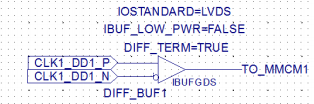 IOSTANDARD=LVDS
IBUF_LOW_PWR=FALSE
DIFF_TERM=TRUE
CLK1_DD1_P
CLK1_DD1_N
TO_MMCM1
IBUFGDS
DIFF_BUF1